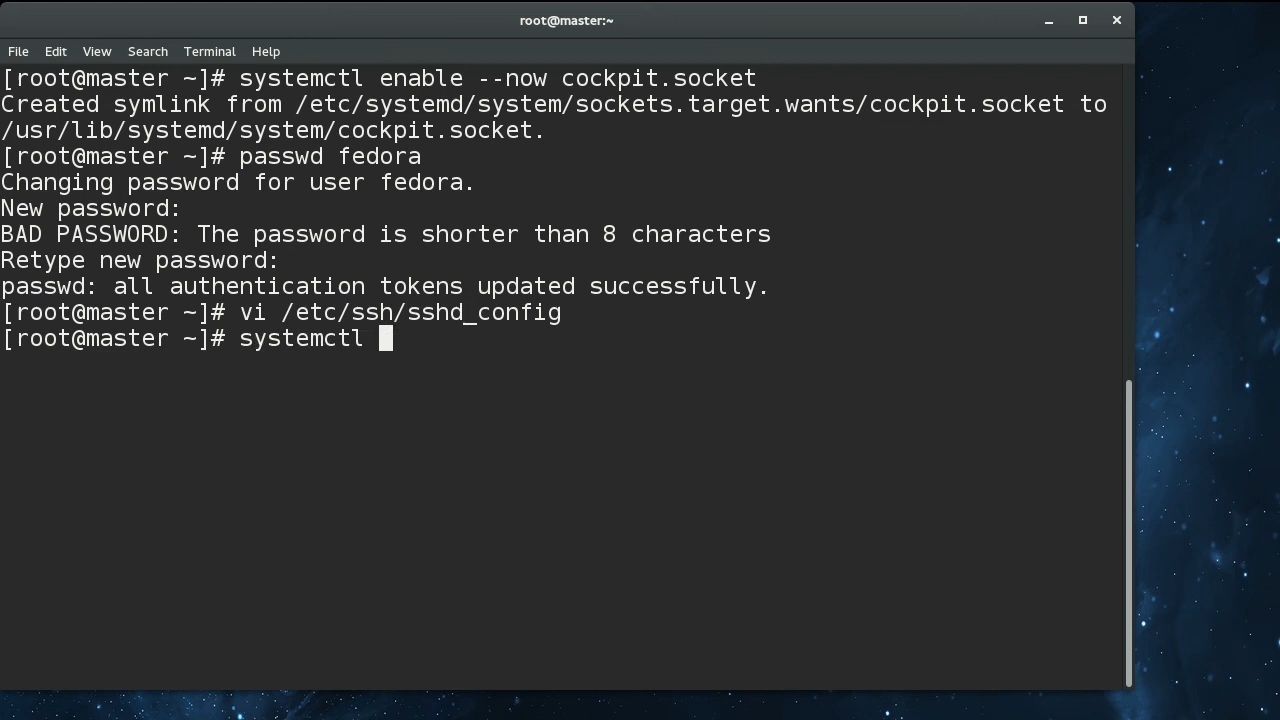 root@master:~
File Edit View Search Terminal Help
[root@master ~]# systemctl enable --now cockpit.socket
Created symlink from /etc/systemd/system/sockets.target.wants/cockpit.socket to
/usr/lib/systemd/system/cockpit.socket.
[root@master ~]# passwd fedora
Changing password for user fedora.
New password:
BAD PASSWORD: The password is shorter than 8 characters
Retype new password:
passwd: all authentication tokens updated successfully.
[root@master ~]# vi /etc/ssh/sshd_config
[root@master ~]# systemctl